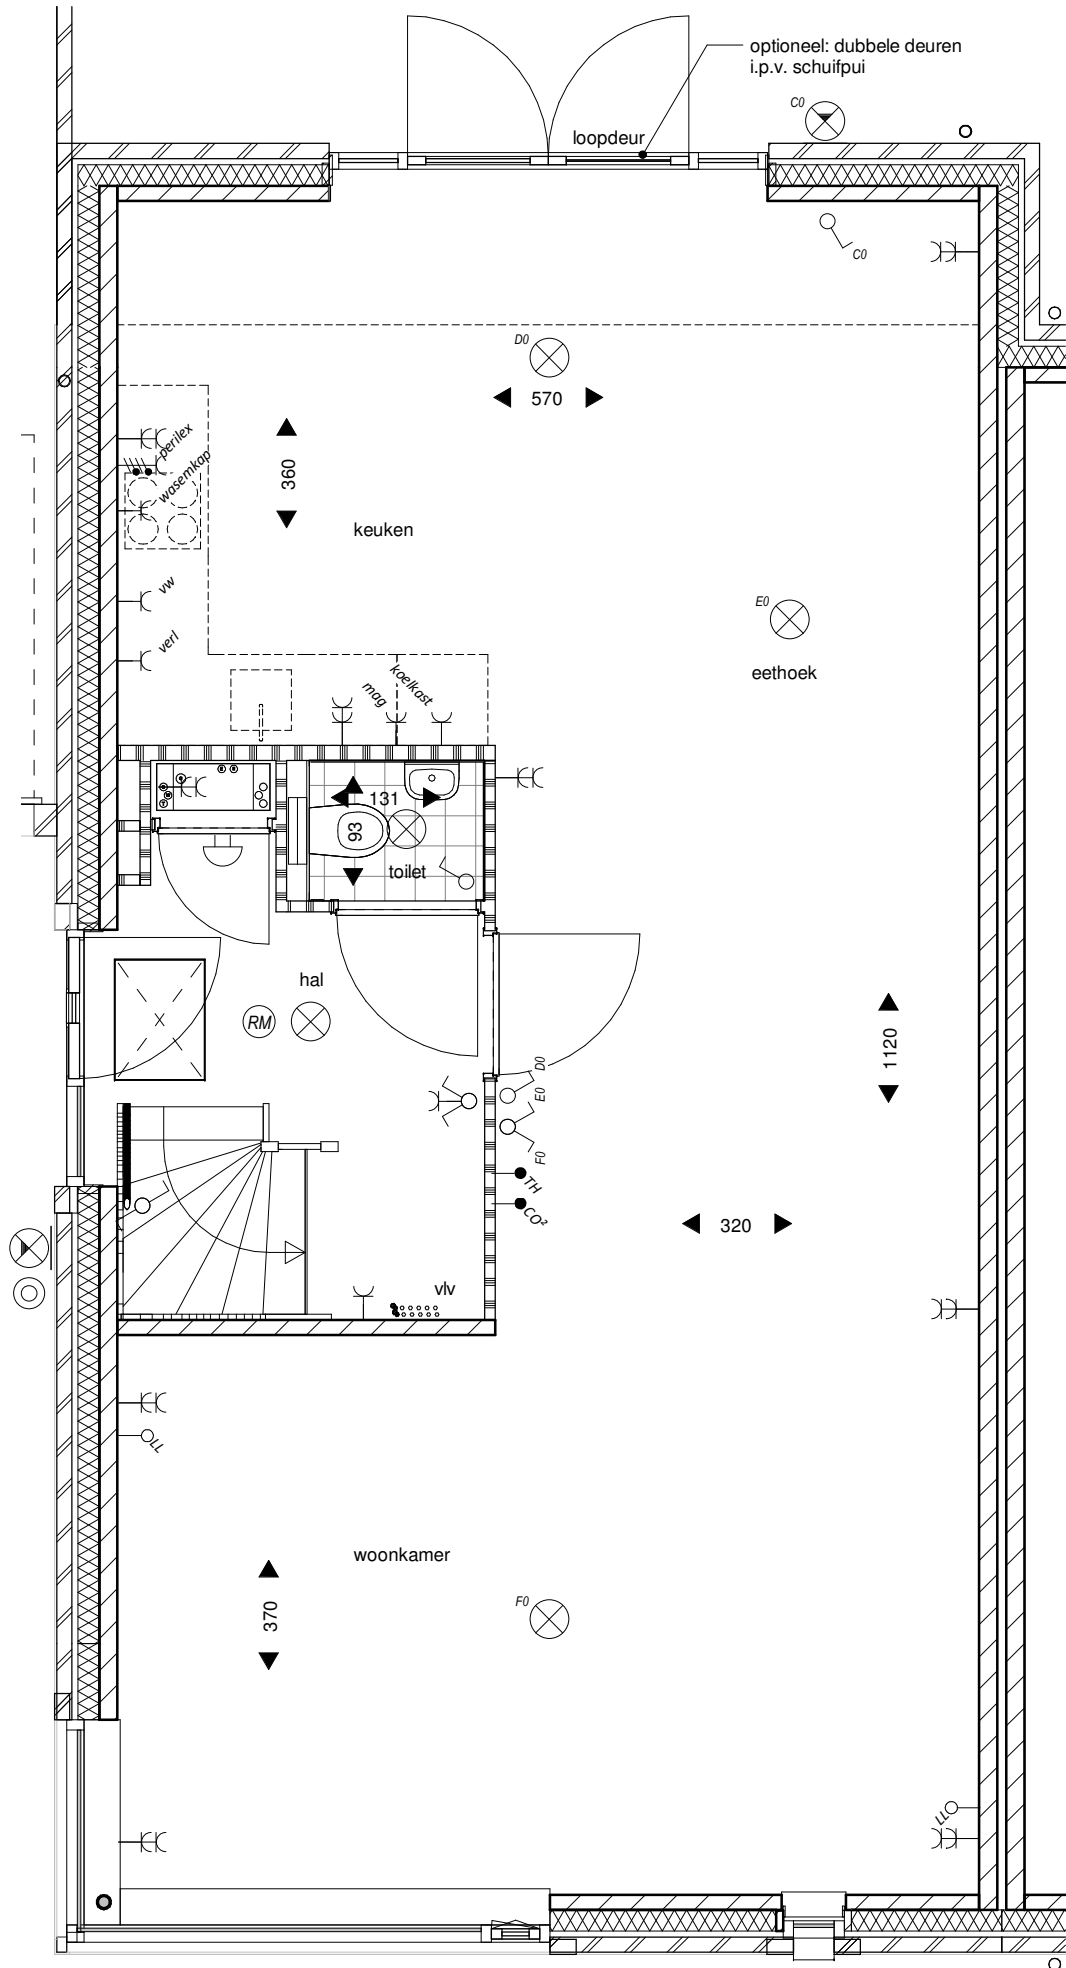 optioneel: dubbele deuren
i.p.v. schuifpui
C0
loopdeur
C0
D0
570
perilex
360
wasemkap
keuken
vw
E0
verl
eethoek
koelkast
mag
131
93
toilet
hal
RM
1120
D0
E0
F0
TH
CO²
320
vlv
LL
woonkamer
370
F0
LL